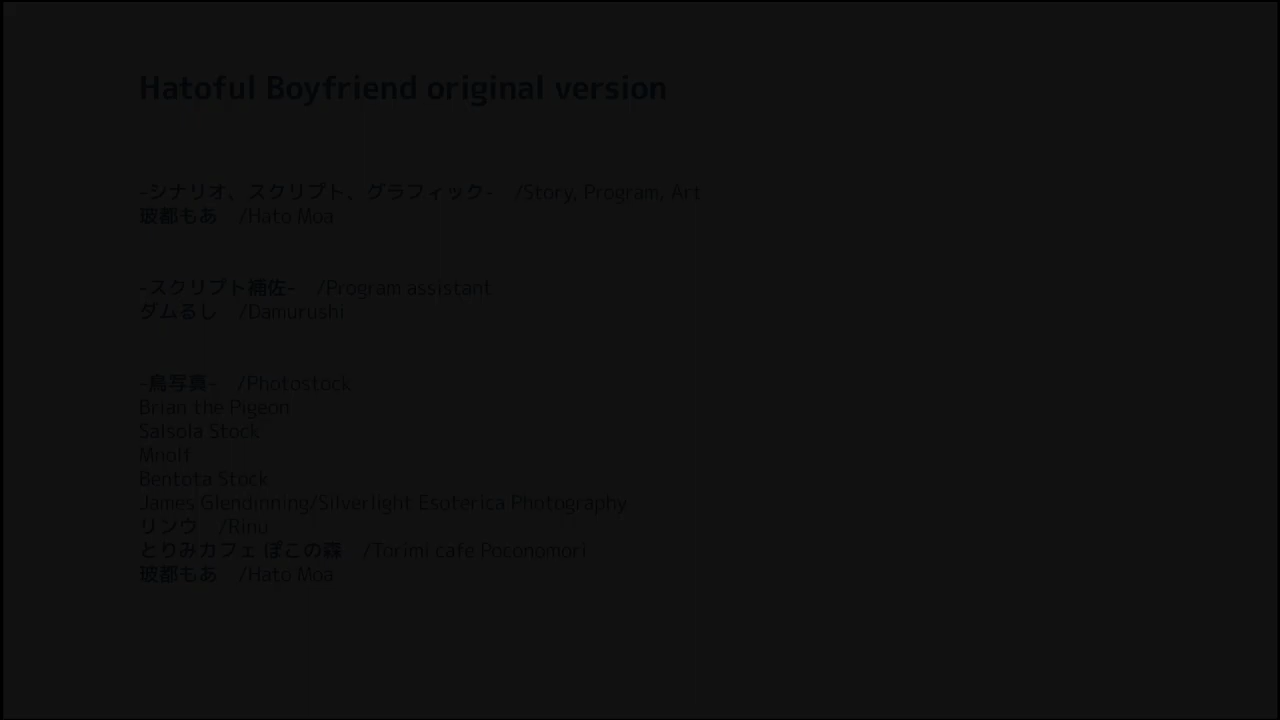 Hatoful Boyfriend original version
-シナリオ、スクリプト、グラフィック-　/Story, Program, Art
玻都もあ　/Hato Moa
-スクリプト補佐-　/Program assistant
ダムるし　/Damurushi
-鳥写真-　/Photostock
Brian the Pigeon
Salsola Stock
Mnolf
Bentota Stock
James Glendinning/Silverlight Esoterica Photography
リンウ　/Rinu
とりみカフェ ぽこの森　/Torimi cafe Poconomori
玻都もあ　/Hato Moa